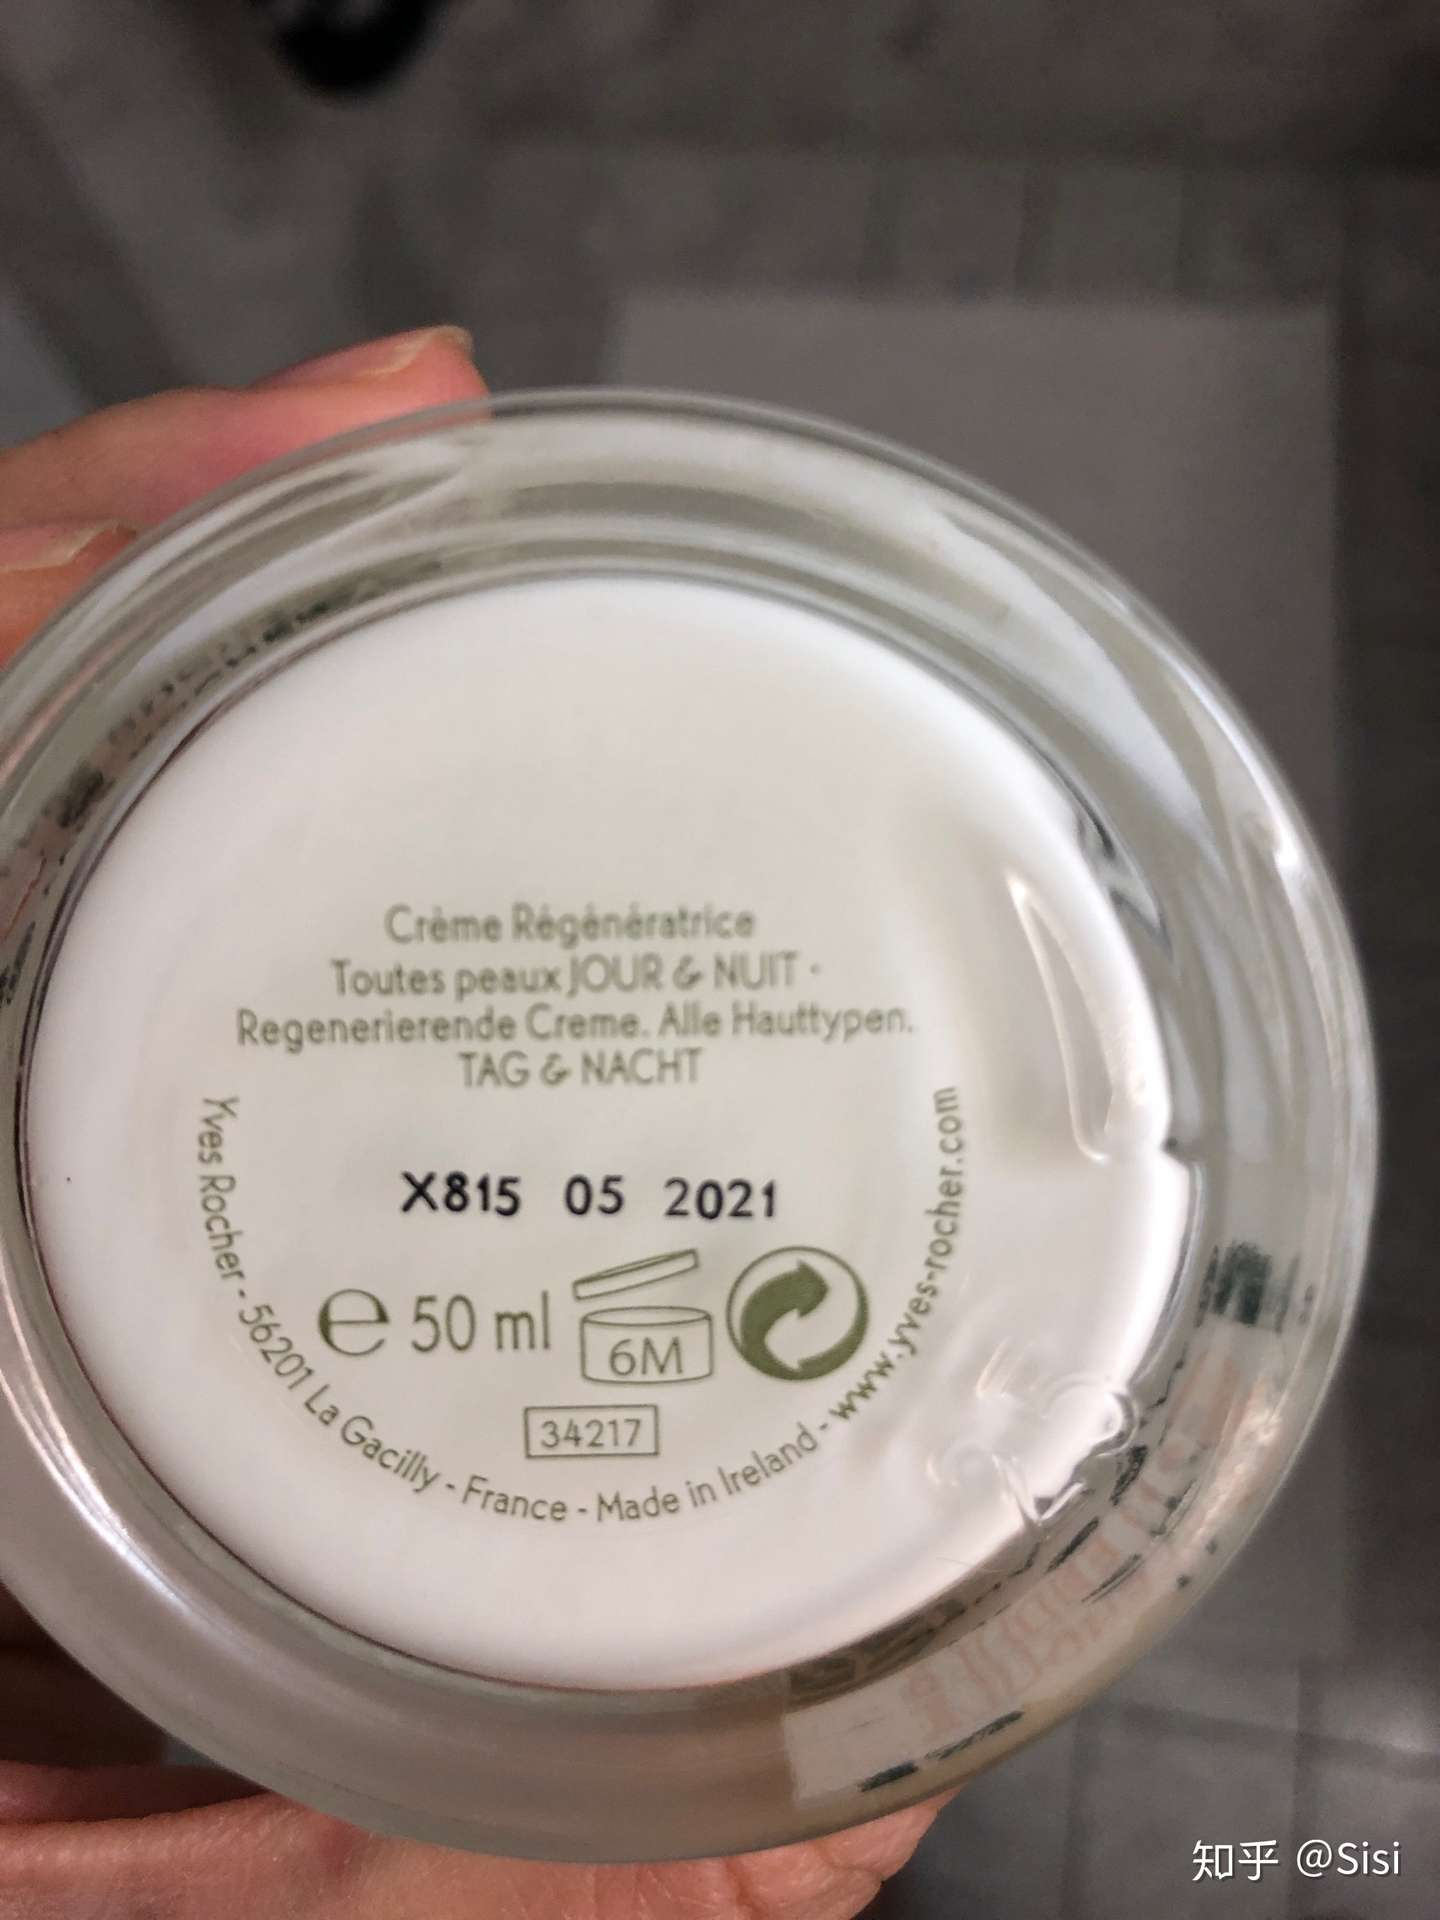 Crème Régénératrice
Toutes peaux JOUR & NUIT -
Regenerierende Creme. Alle Hauttypen.
TAG & NACHT
X815 05 2021
e 50 ml 6M
34217
Yves Rocher - 56201 La Gacilly - France - Made in Ireland - www.yves-rocher.com
知乎 @Sisi